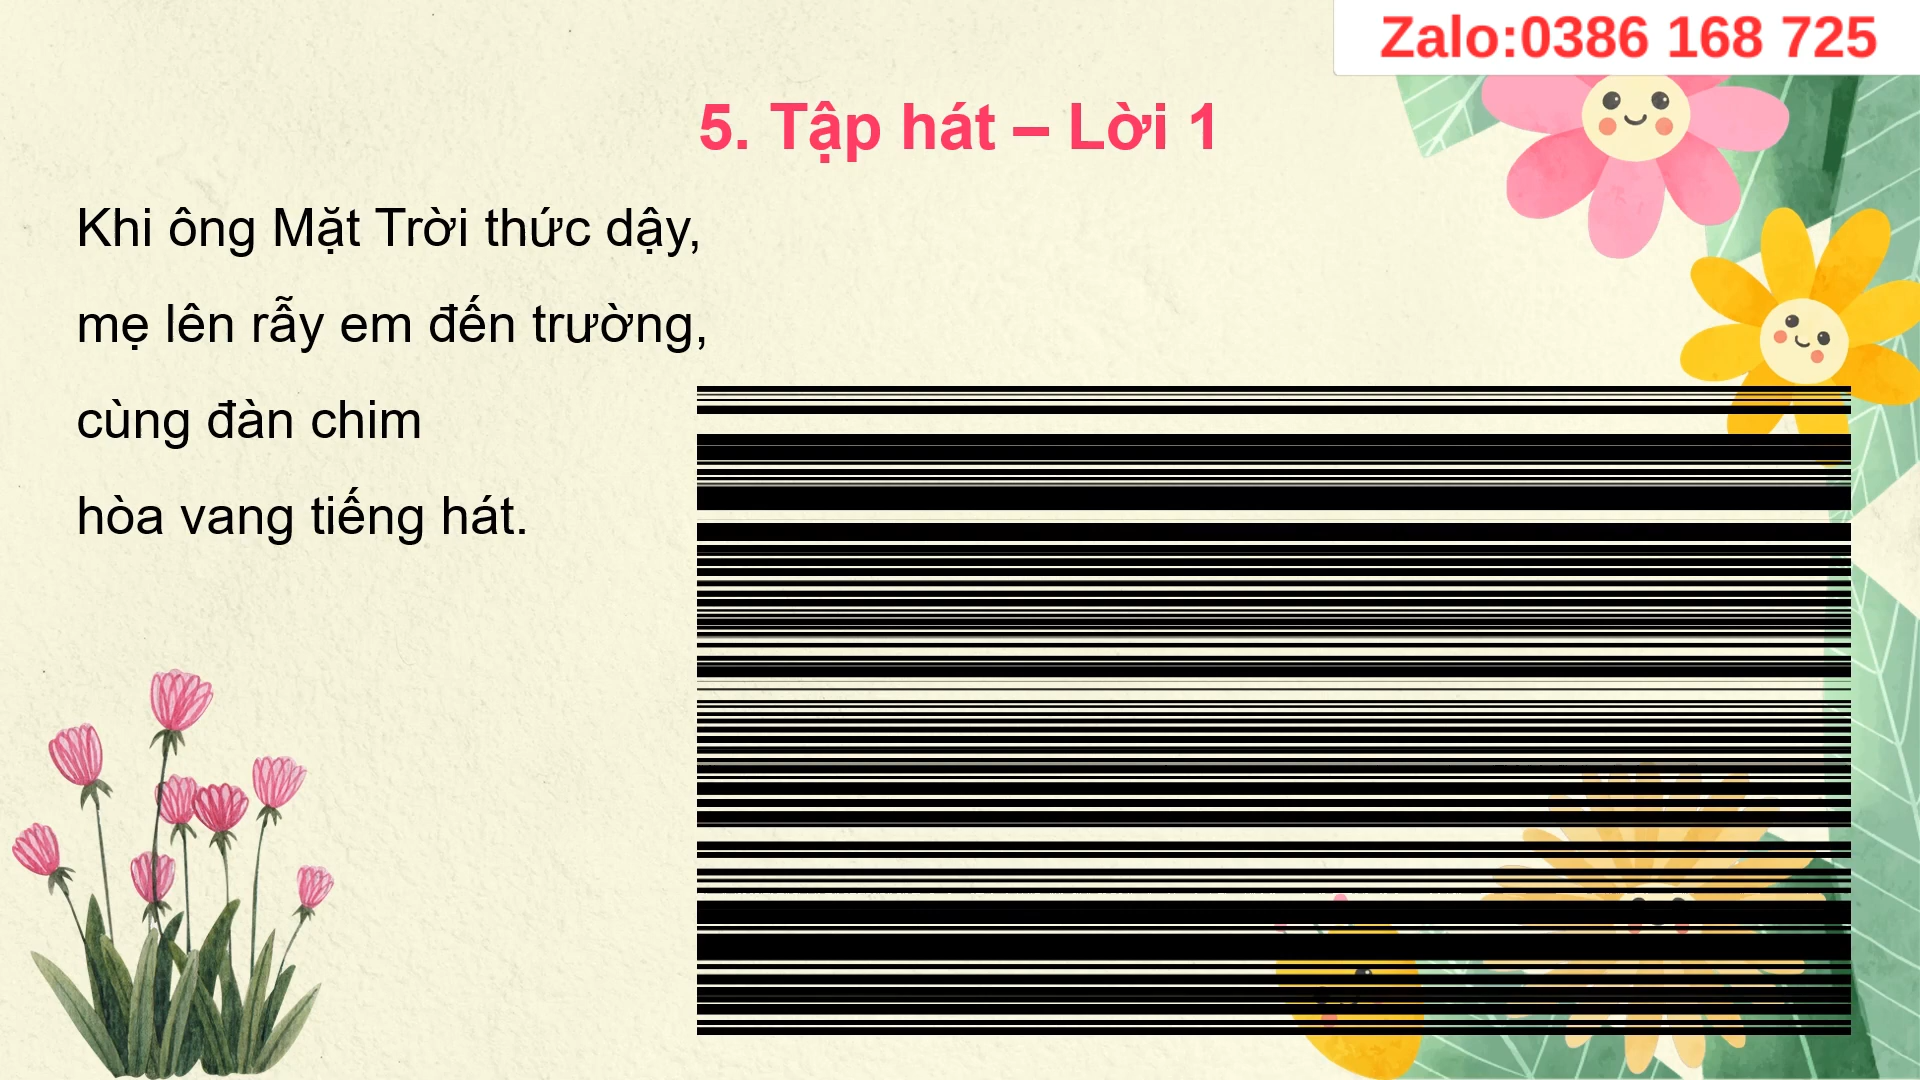 Zalo:0386 168 725
5. Tập hát – Lời 1
Khi ông Mặt Trời thức dậy,
mẹ lên rẫy em đến trường,
cùng đàn chim
hòa vang tiếng hát.